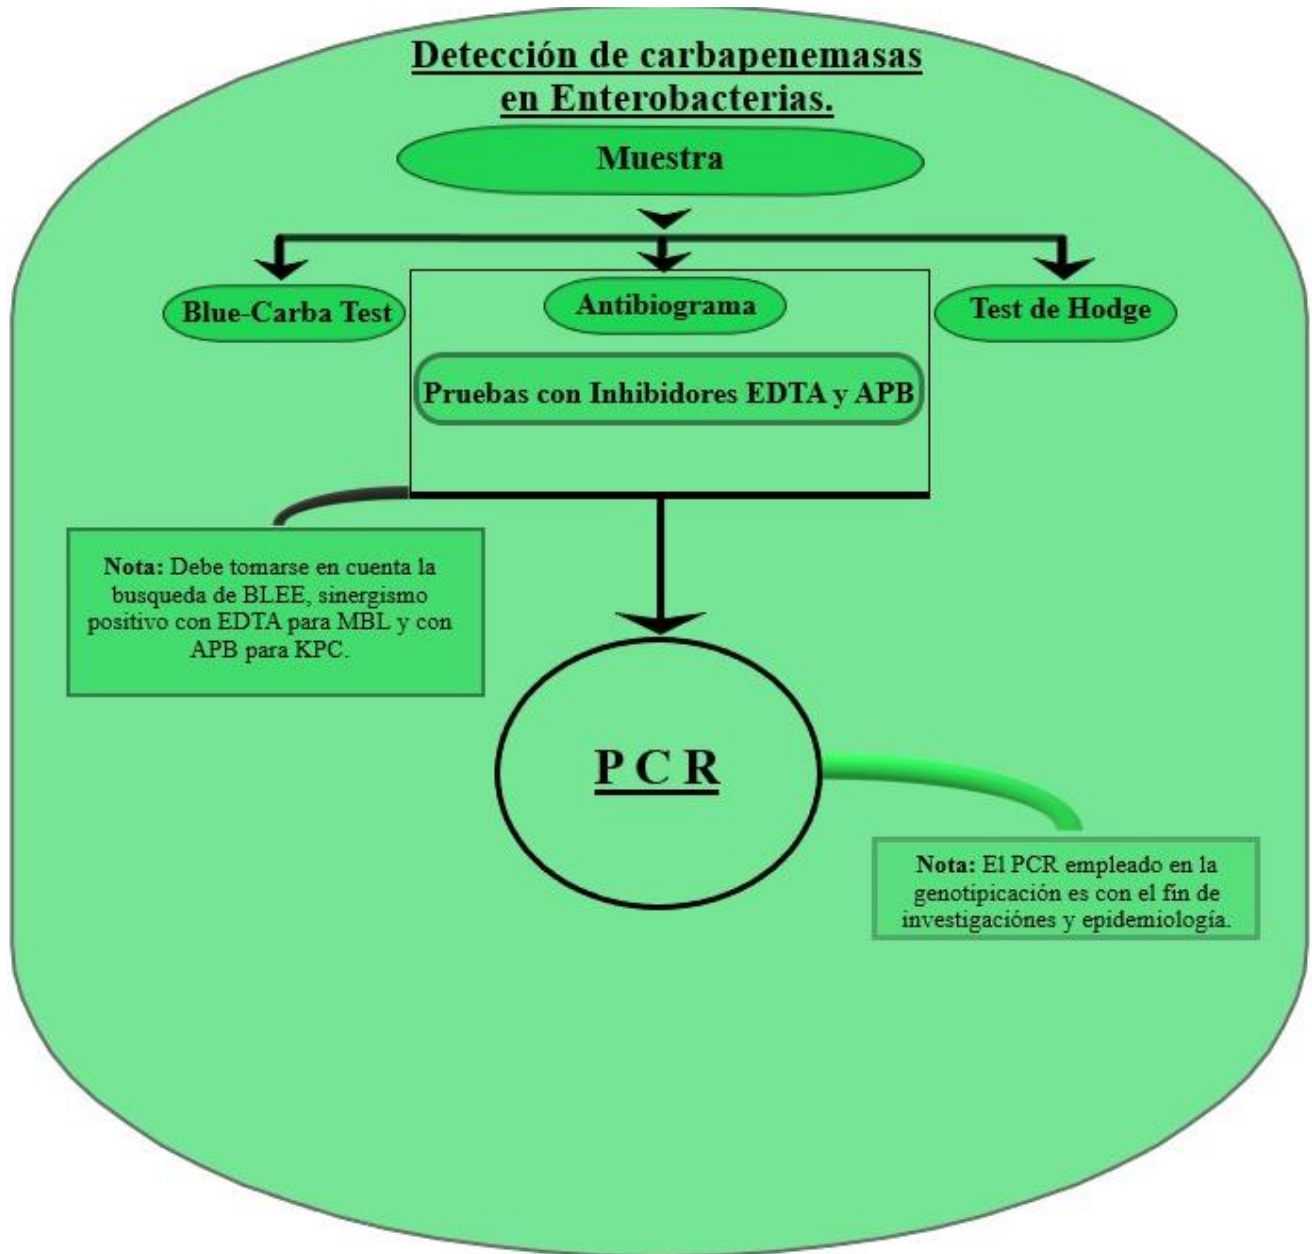 Detección de carbapenemasas
en Enterobacterias.
Muestra
Blue-Carba Test
Antibiograma
Test de Hodge
Pruebas con Inhibidores EDTA y APB
Nota: Debe tomarse en cuenta la
busqueda de BLEE, sinergismo
positivo con EDTA para MBL y con
APB para KPC.
P C R
Nota: El PCR empleado en la
genotipicación es con el fín de
investigaciónes y epidemiología.